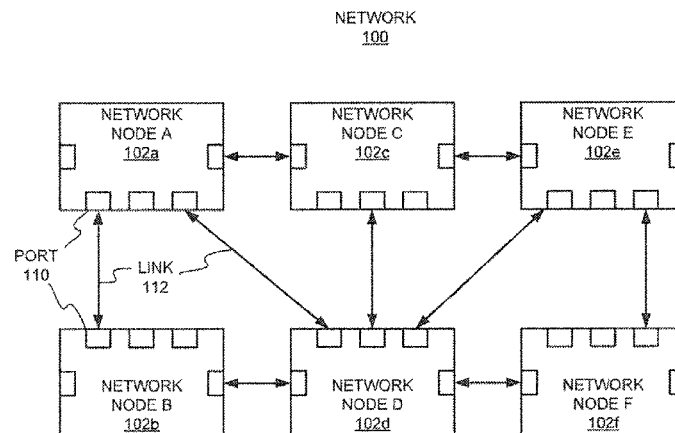 NETWORK
100
NETWORK
NODE A
102a
NETWORK
NODE C
102c
NETWORK
NODE E
102e
PORT
110
LINK
112
NETWORK
NODE B
102b
NETWORK
NODE D
102d
NETWORK
NODE F
102f